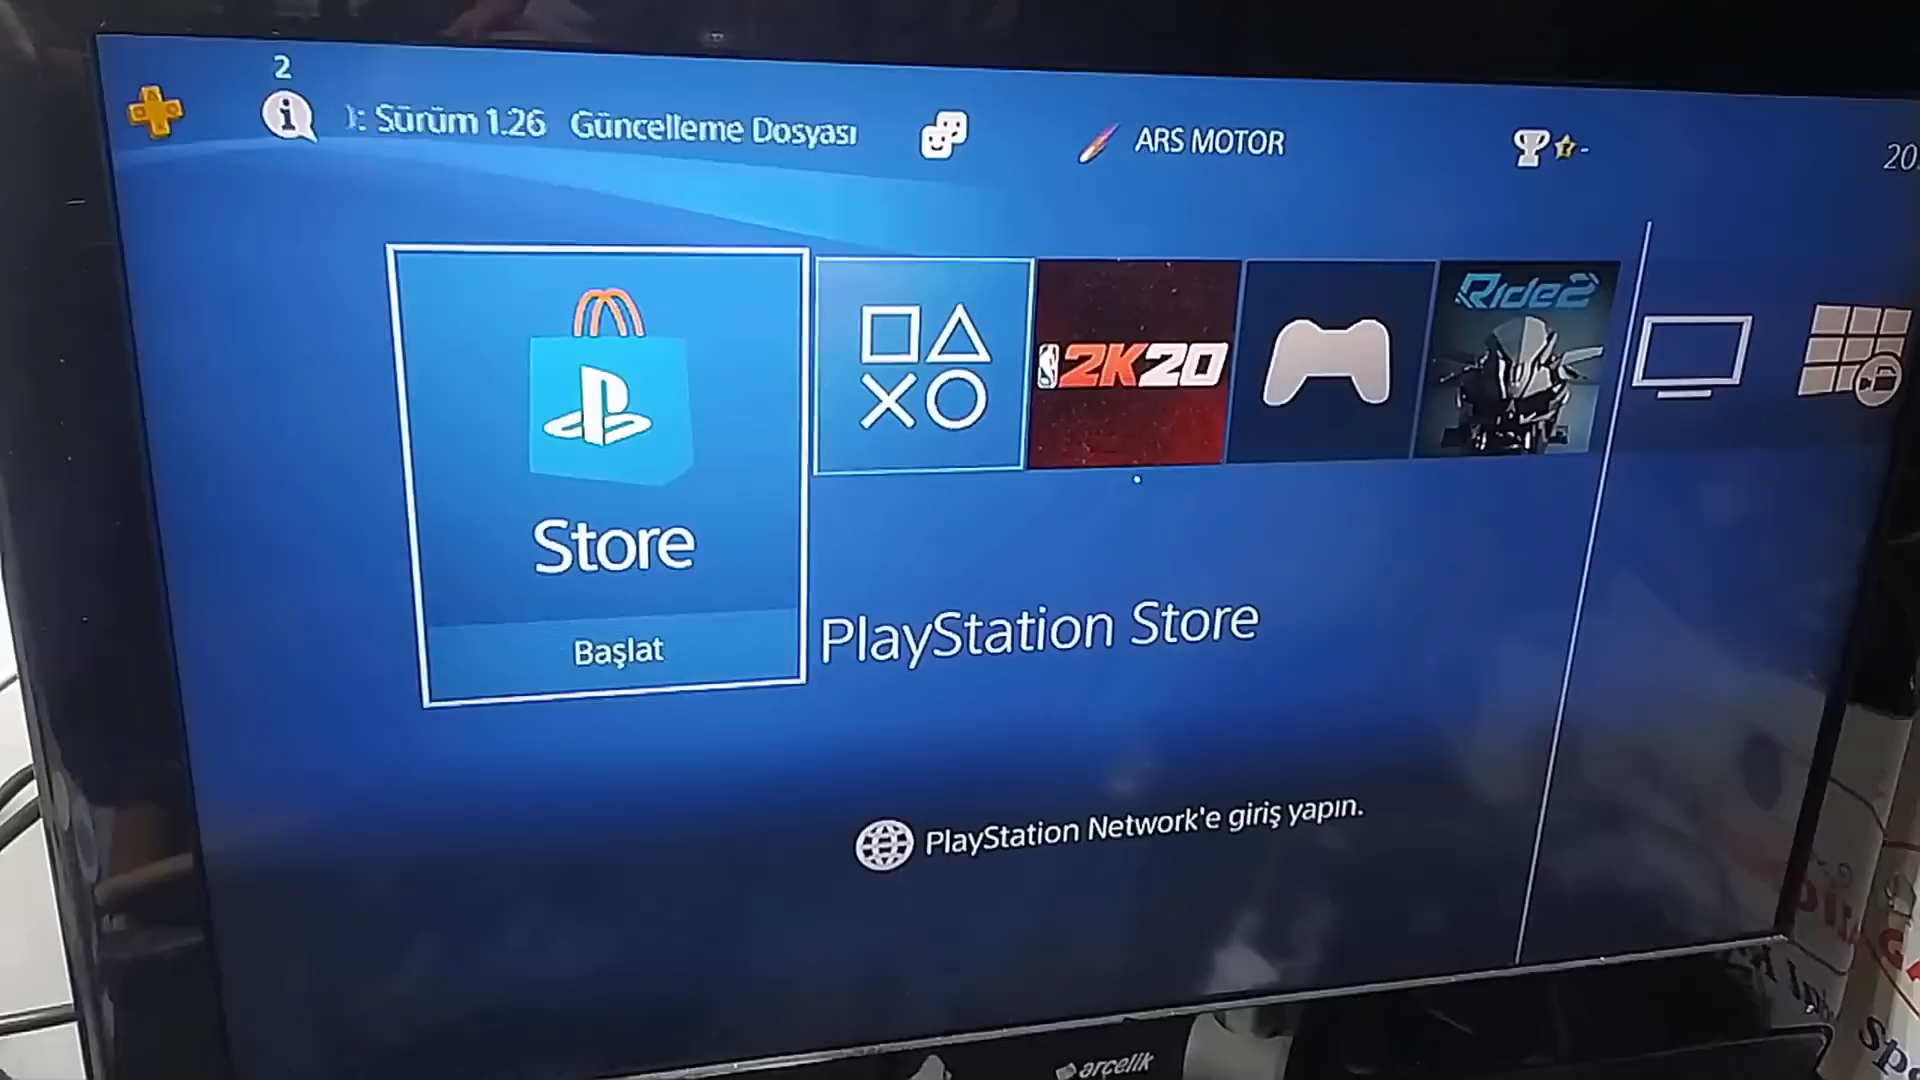 2
: Sürüm 1.26 Güncelleme Dosyası
ARS MOTOR
-
20
Store
Başlat
2K20
Ride2
PlayStation Store
PlayStation Network'e giriş yapın.
arçelik